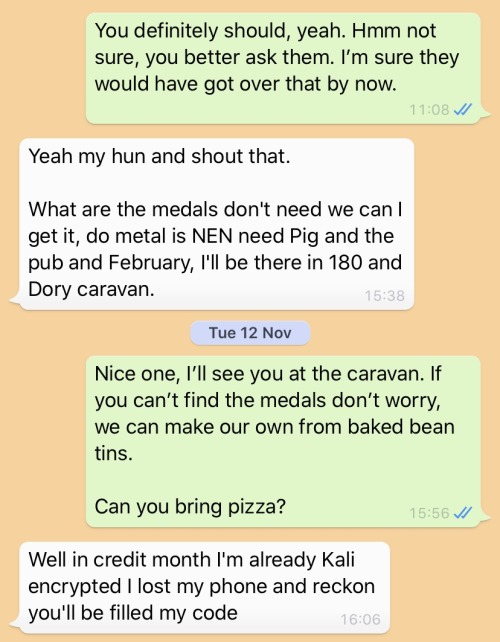 You definitely should, yeah. Hmm not
sure, you better ask them. I’m sure they
would have got over that by now.
11:08
Yeah my hun and shout that.
What are the medals don't need we can I
get it, do metal is NEN need Pig and the
pub and February, I'll be there in 180 and
Dory caravan.
15:38
Tue 12 Nov
Nice one, I’ll see you at the caravan. If
you can’t find the medals don’t worry,
we can make our own from baked bean
tins.
Can you bring pizza?
15:56
Well in credit month I'm already Kali
encrypted I lost my phone and reckon
you'll be filled my code
16:06